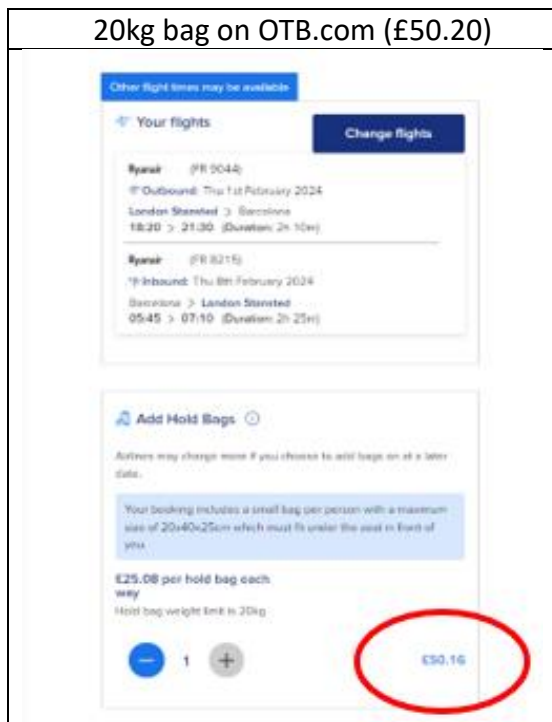 20kg bag on OTB.com (£50.20)
Other flight times may be available
Your flights
Change flights
Ryanair (FR 9044)
Outbound: Thu 1st February 2024
London Stansted > Barcelona
18:20 > 21:30 (Duration: 2h 10m)
Ryanair (FR 8215)
Inbound: Thu 8th February 2024
Barcelona > London Stansted
05:45 > 07:10 (Duration: 2h 25m)
Add Hold Bags
Airlines may charge more if you choose to add bags on at a later
date.
Your booking includes a small bag per person with a maximum
size of 20x40x25cm which must fit under the seat in front of
you
£25.08 per hold bag each
way
Hold bag weight limit is 20kg
- 1 +
£50.16